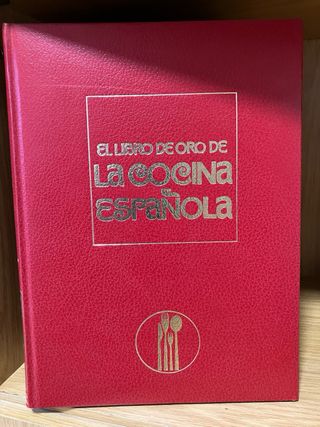 EL LIBRO DE ORO DE
LA COCINA
ESPAÑOLA